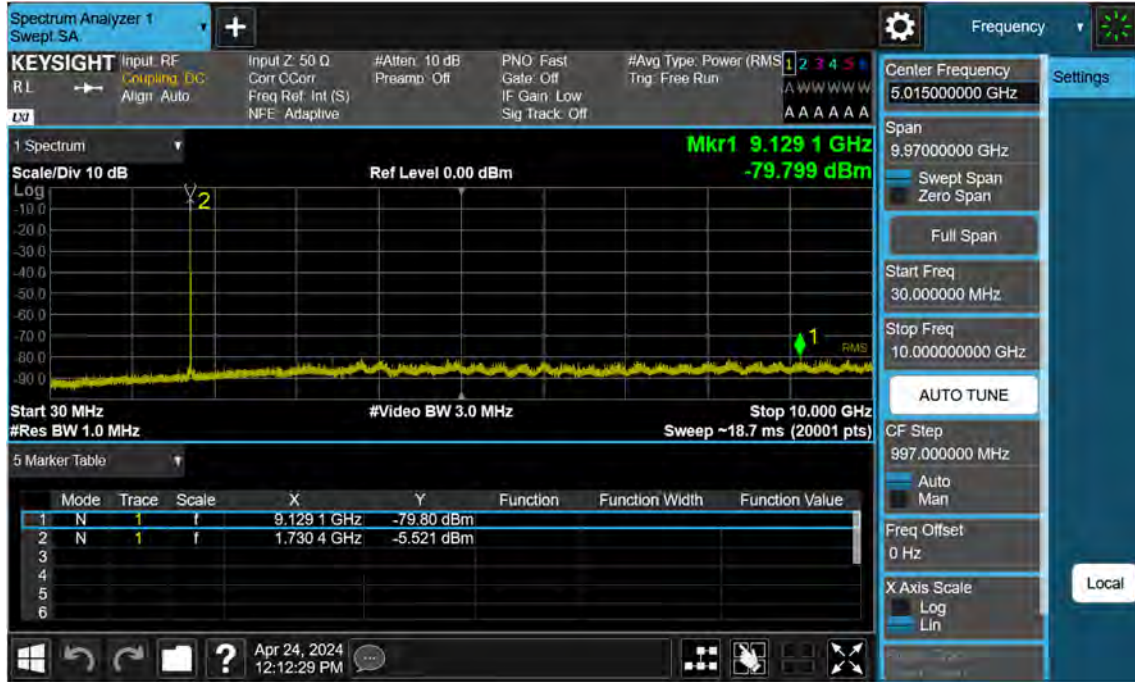 Spectrum Analyzer 1
Swept SA
+
Frequency
KEYSIGHT
RL
LXI
Input: RF
Coupling: DC
Align: Auto
Input Z: 50 Ω
Corr CCorr
Freq Ref: Int (S)
NFE: Adaptive
#Atten: 10 dB
Preamp: Off
PNO: Fast
Gate: Off
IF Gain: Low
Sig Track: Off
#Avg Type: Power (RMS
Trig: Free Run
1 2 3 4 5 6
A W W W W W
A A A A A A
1 Spectrum
Scale/Div 10 dB
Ref Level 0.00 dBm
Mkr1 9.129 1 GHz
-79.799 dBm
Log
-10.0
-20.0
-30.0
-40.0
-50.0
-60.0
-70.0
-80.0
-90.0
2
1
RMS
Start 30 MHz
#Video BW 3.0 MHz
Stop 10.000 GHz
#Res BW 1.0 MHz
Sweep ~18.7 ms (20001 pts)
5 Marker Table
Mode Trace Scale X Y Function Function Width Function Value
1 N 1 f 9.129 1 GHz -79.80 dBm
2 N 1 f 1.730 4 GHz -5.521 dBm
3
4
5
6
?
Apr 24, 2024
12:12:29 PM
Center Frequency
5.015000000 GHz
Span
9.97000000 GHz
Swept Span
Zero Span
Full Span
Start Freq
30.000000 MHz
Stop Freq
10.000000000 GHz
AUTO TUNE
CF Step
997.000000 MHz
Auto
Man
Freq Offset
0 Hz
X Axis Scale
Log
Lin
Settings
Local